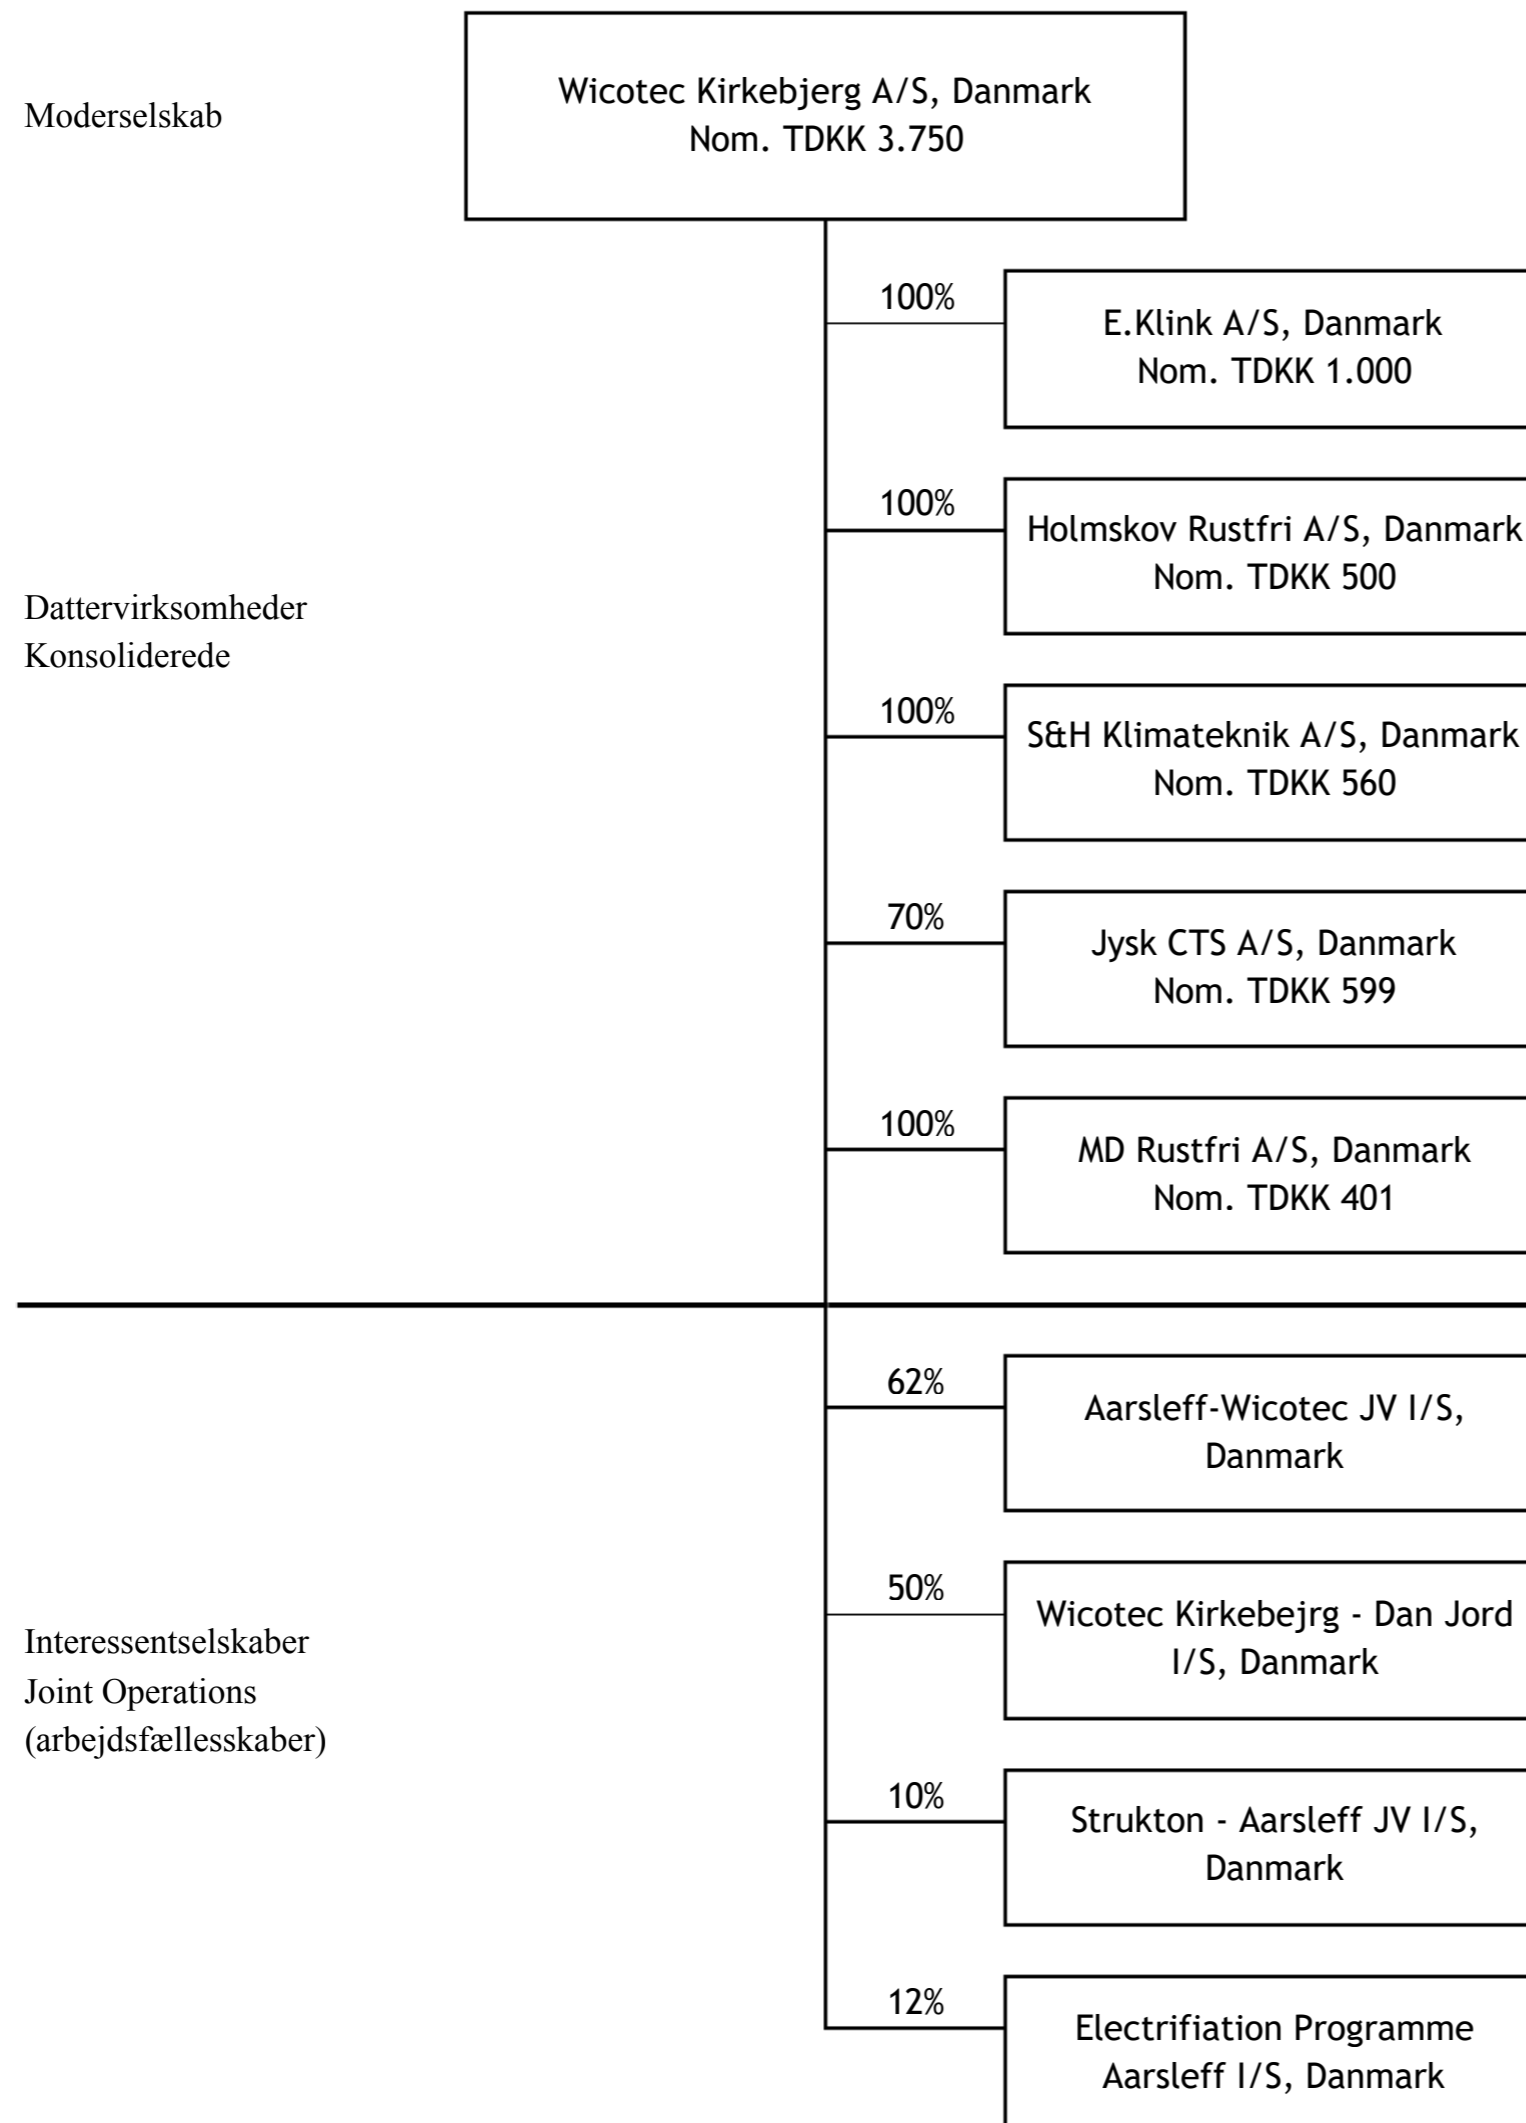 Moderselskab
Wicotec Kirkebjerg A/S, Danmark
Nom. TDKK 3.750
100%
E.Klink A/S, Danmark
Nom. TDKK 1.000
100%
Holmskov Rustfri A/S, Danmark
Nom. TDKK 500
Dattervirksomheder
Konsoliderede
100%
S&H Klimateknik A/S, Danmark
Nom. TDKK 560
70%
Jysk CTS A/S, Danmark
Nom. TDKK 599
100%
MD Rustfri A/S, Danmark
Nom. TDKK 401
62%
Aarsleff-Wicotec JV I/S,
Danmark
50%
Wicotec Kirkebejrg - Dan Jord
I/S, Danmark
Interessentselskaber
Joint Operations
(arbejdsfællesskaber)
10%
Strukton - Aarsleff JV I/S,
Danmark
12%
Electrifiation Programme
Aarsleff I/S, Danmark